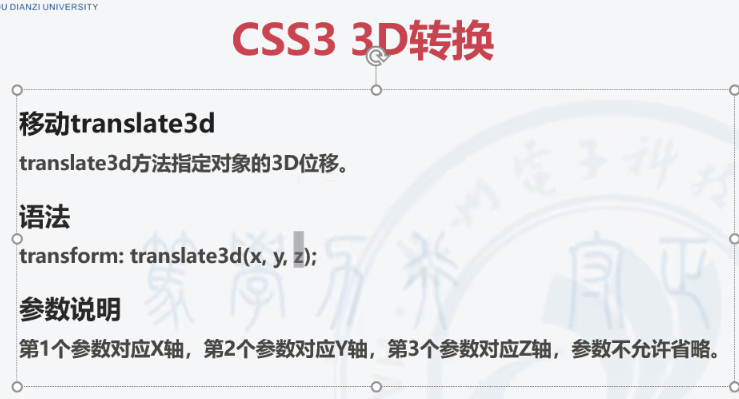 DIANZI UNIVERSITY
CSS3 3D转换
移动translate3d
translate3d方法指定对象的3D位移。
语法
transform: translate3d(x, y, z);
参数说明
第1个参数对应X轴，第2个参数对应Y轴，第3个参数对应Z轴，参数不允许省略。